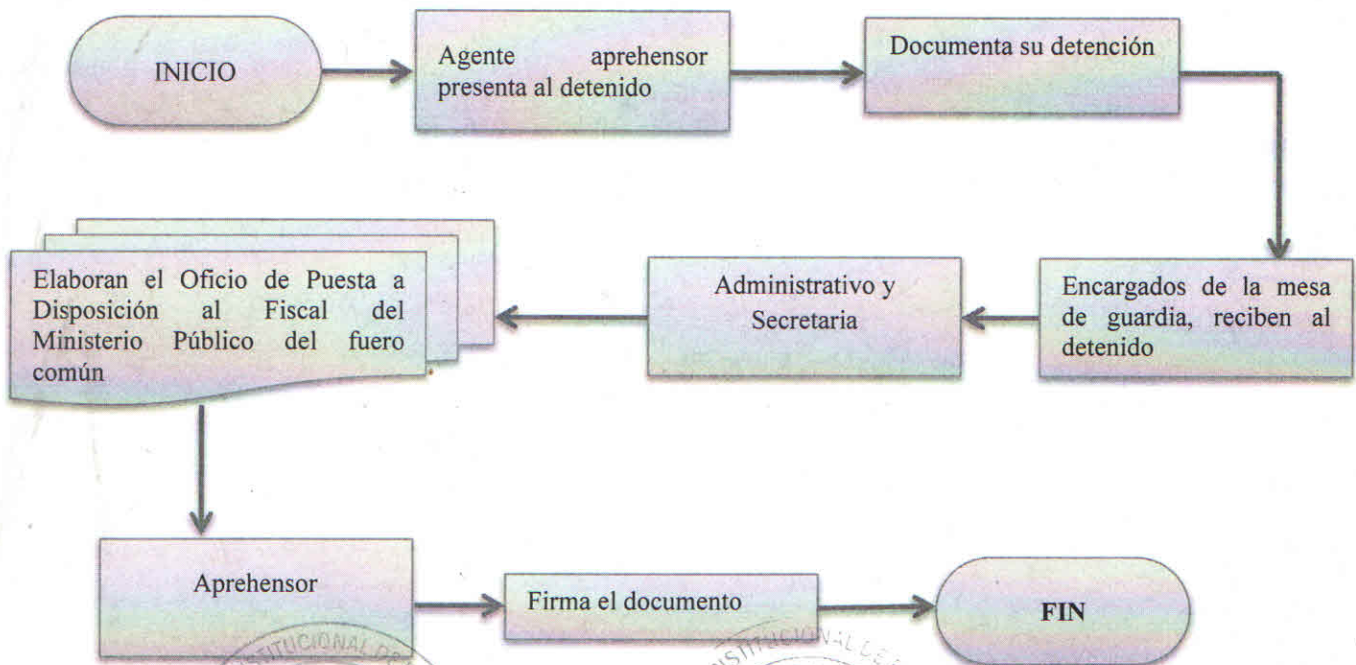 INICIO
Agente aprehensor
presenta al detenido
Documenta su detención
Encargados de la mesa
de guardia, reciben al
detenido
Administrativo y
Secretaria
Elaboran el Oficio de Puesta a
Disposición al Fiscal del
Ministerio Público del fuero
común
Aprehensor
Firma el documento
FIN